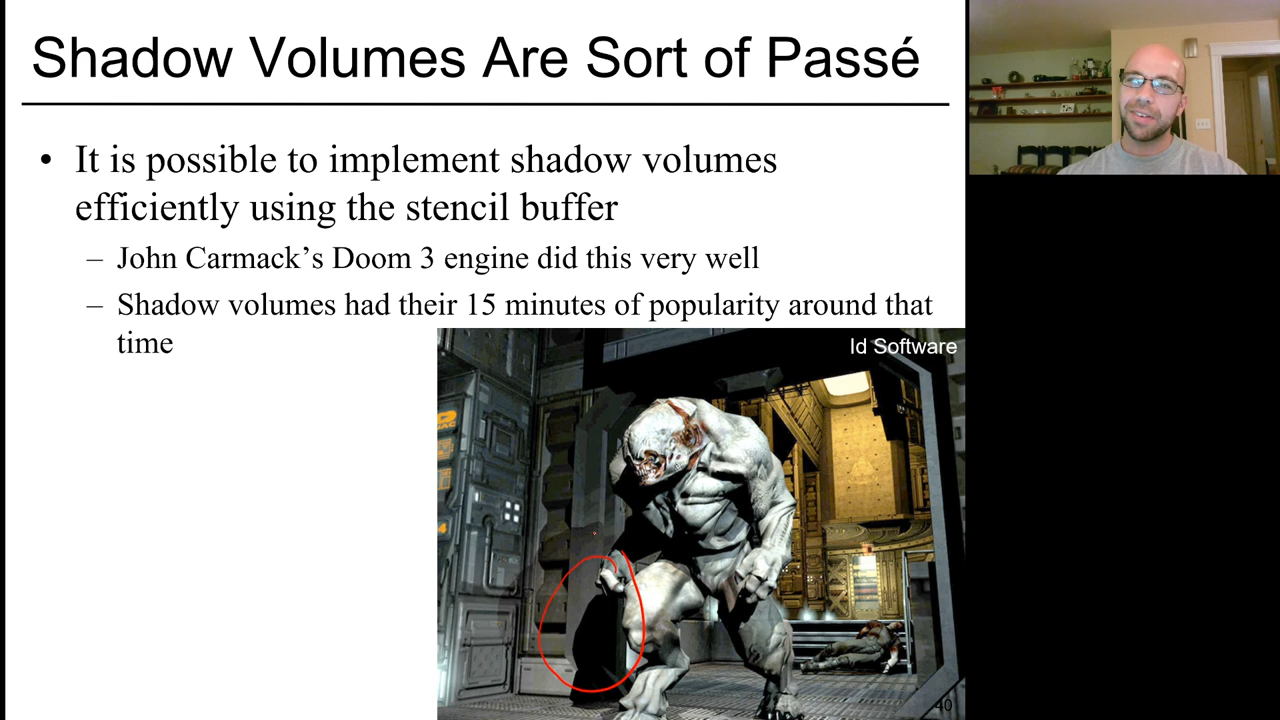 Shadow Volumes Are Sort of Passé
• It is possible to implement shadow volumes
efficiently using the stencil buffer
– John Carmack’s Doom 3 engine did this very well
– Shadow volumes had their 15 minutes of popularity around that
time
Id Software
40